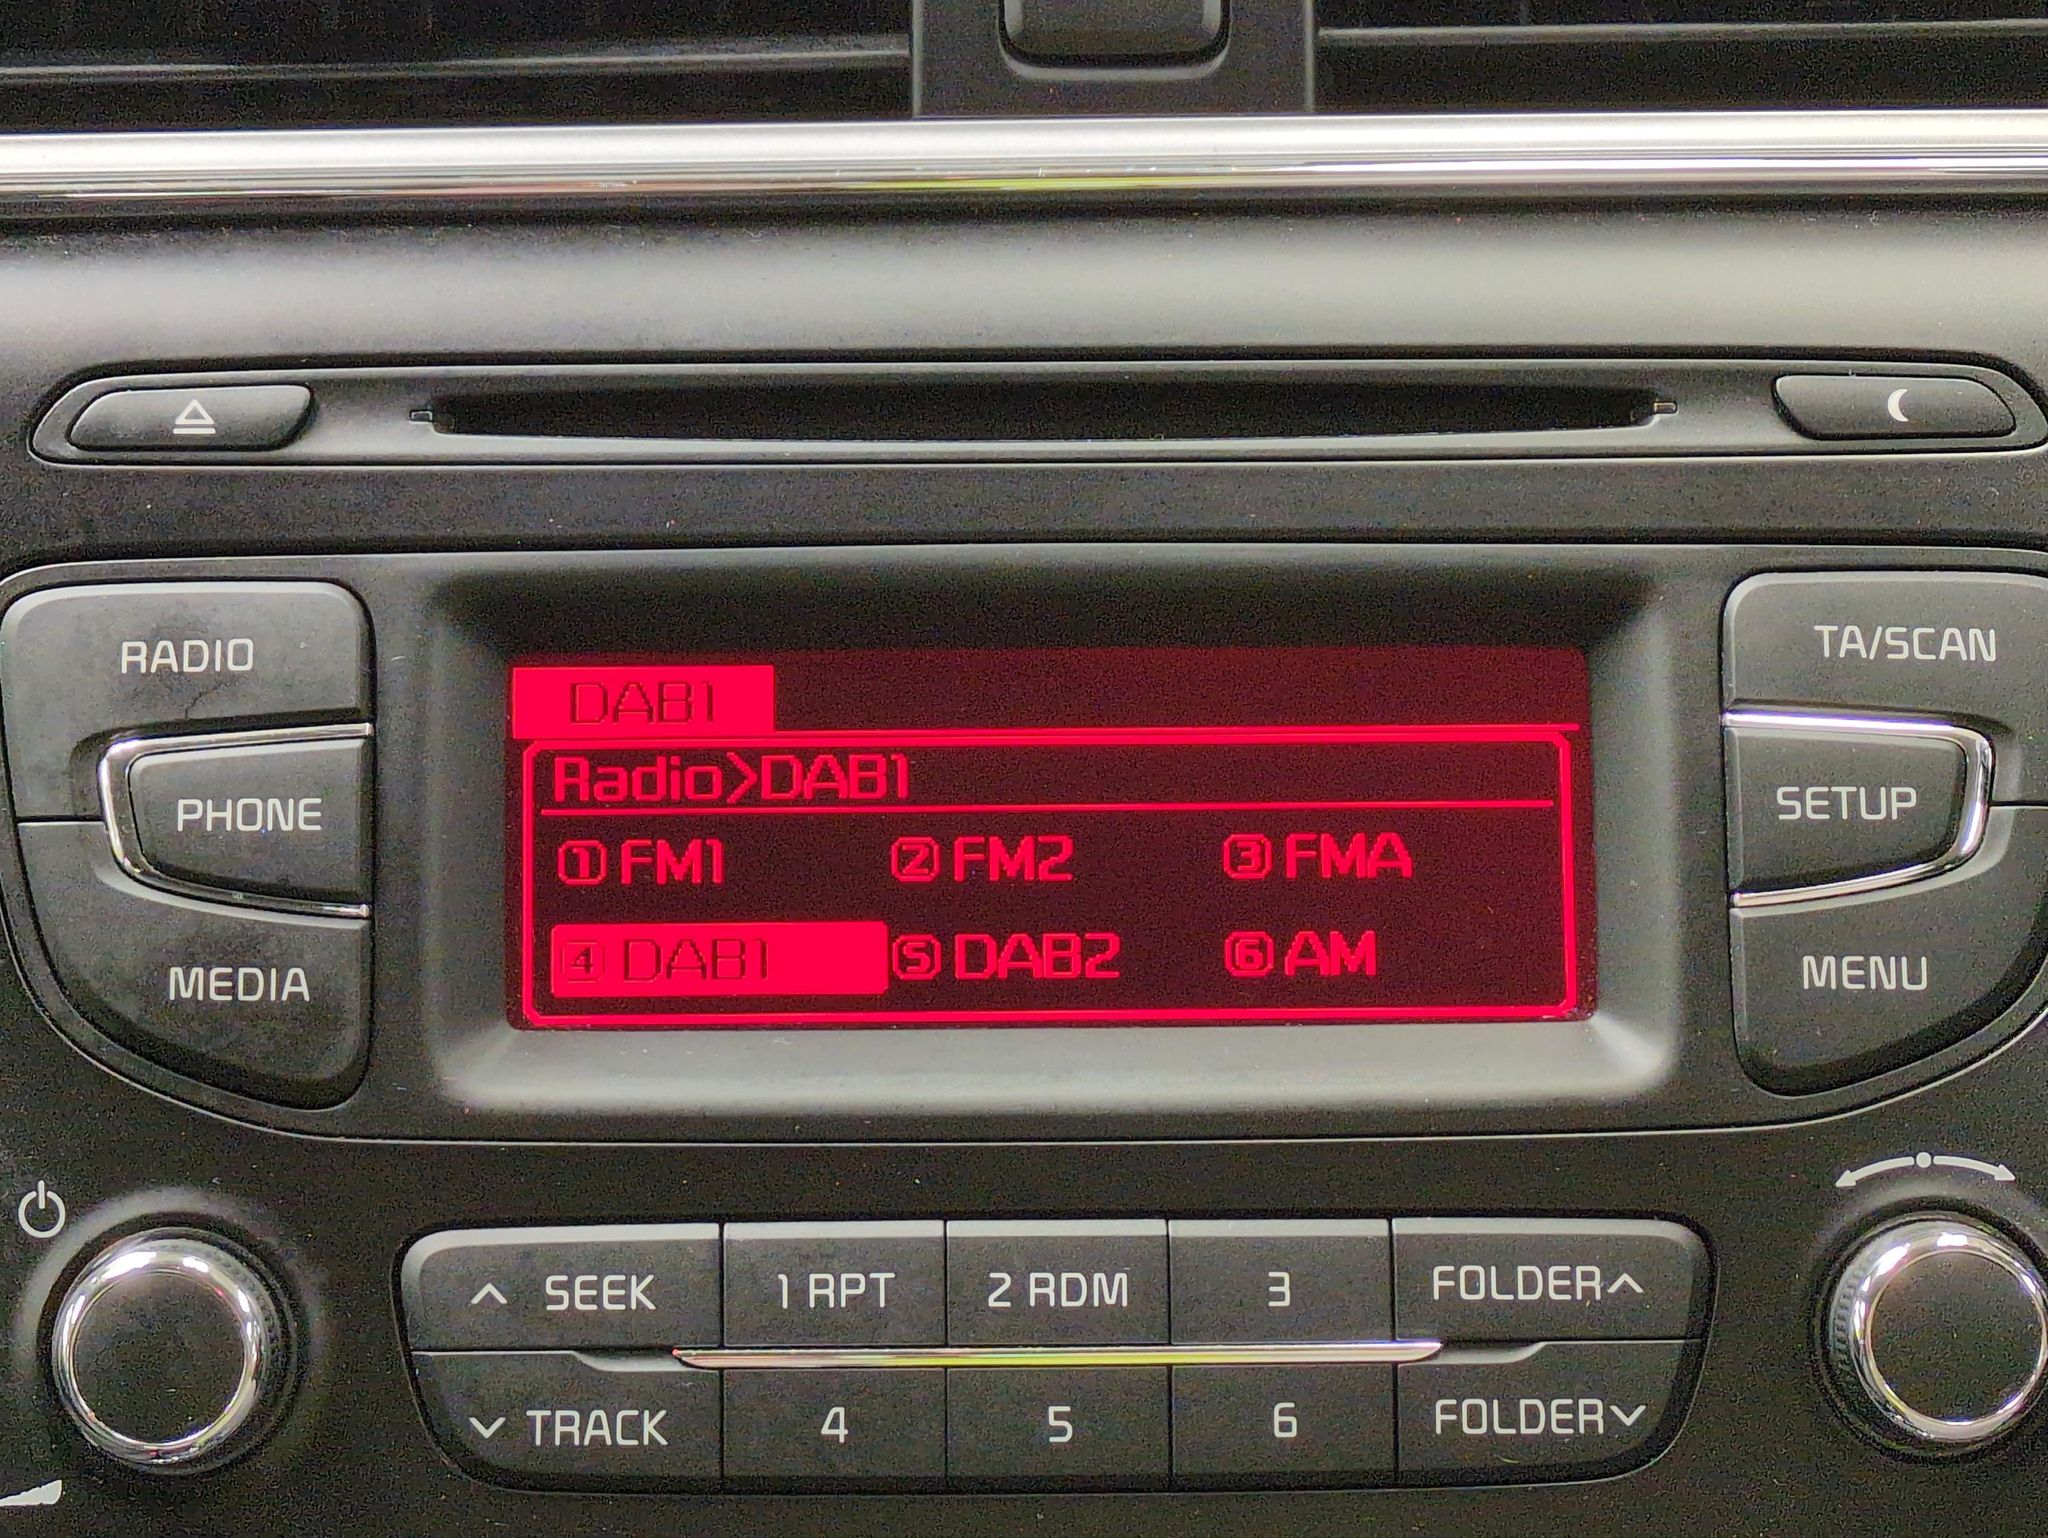 RADIO
PHONE
MEDIA
DAB1
Radio>DAB1
1 FM1 2 FM2 3 FMA
4 DAB1 5 DAB2 6 AM
TA/SCAN
SETUP
MENU
SEEK 1 RPT 2 RDM 3 FOLDER
TRACK 4 5 6 FOLDER